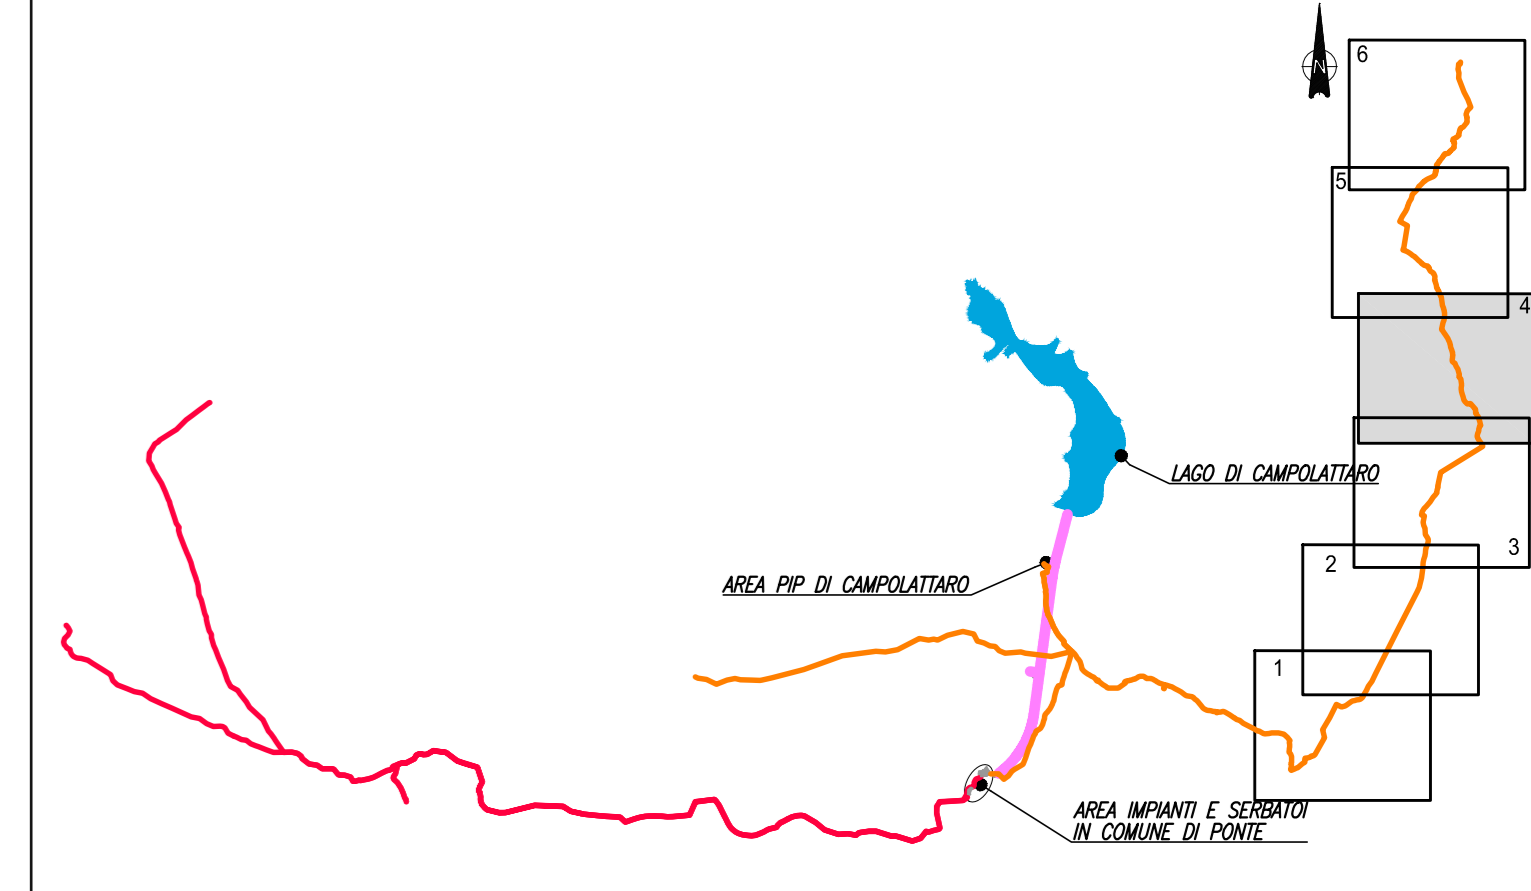 N
6
5
4
LAGO DI CAMPOLATTARO
3
2
AREA PIP DI CAMPOLATTARO
1
AREA IMPIANTI E SERBATOI
IN COMUNE DI PONTE